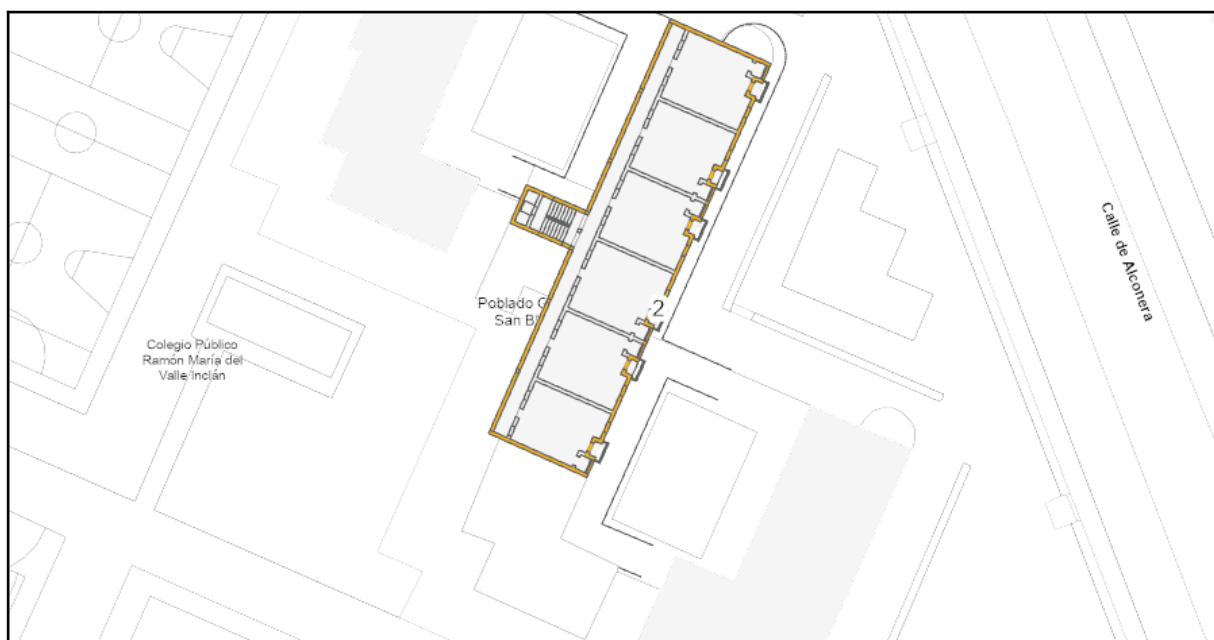 Poblado G
San B
2
Colegio Público
Ramón María del
Valle Inclán
Calle de Alconera